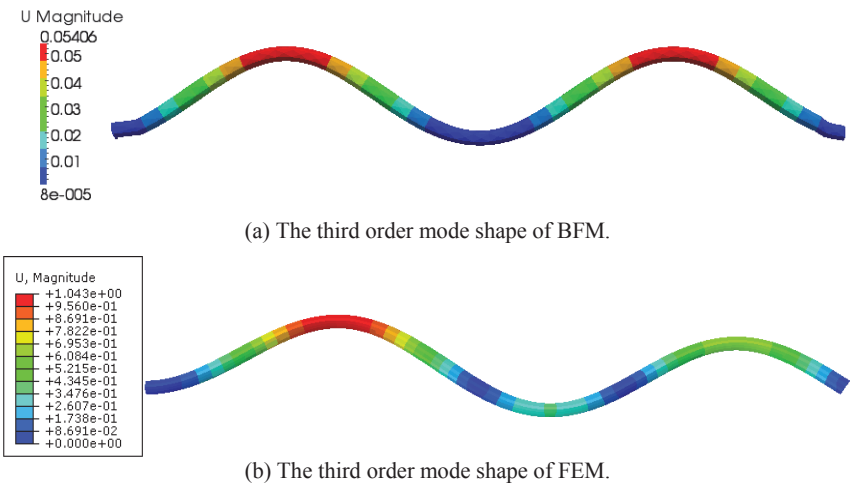 U Magnitude
0.05406
0.05
0.04
0.03
0.02
0.01
8e-005
(a) The third order mode shape of BFM.
U, Magnitude
+1.043e+00
+9.560e-01
+8.691e-01
+7.822e-01
+6.953e-01
+6.084e-01
+5.215e-01
+4.345e-01
+3.476e-01
+2.607e-01
+1.738e-01
+8.691e-02
+0.000e+00
(b) The third order mode shape of FEM.